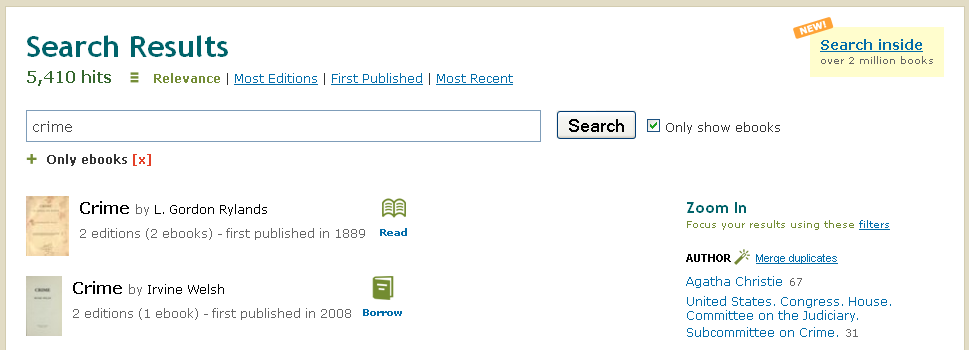 Search Results
NEW!
Search inside
over 2 million books
5,410 hits Relevance | Most Editions | First Published | Most Recent
crime
Search
Only show ebooks
+ Only ebooks [x]
Crime by L. Gordon Rylands
2 editions (2 ebooks) - first published in 1889
Read
Crime by Irvine Welsh
2 editions (1 ebook) - first published in 2008
Borrow
Zoom In
Focus your results using these filters
AUTHOR Merge duplicates
Agatha Christie 67
United States. Congress. House.
Committee on the Judiciary.
Subcommittee on Crime. 31